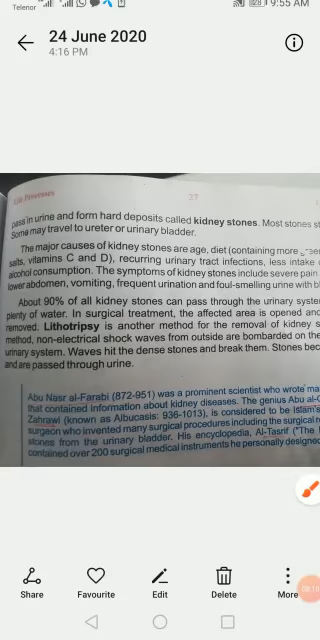 Telenor
9:55 AM
24 June 2020
4:16 PM
Life Processes
27
pass in urine and form hard deposits called kidney stones. Most stones st
Some may travel to ureter or urinary bladder.
The major causes of kidney stones are age, diet (containing more
salts, vitamins C and D), recurring urinary tract infections, less intake
alcohol consumption. The symptoms of kidney stones include severe pain
lower abdomen, vomiting, frequent urination and foul-smelling urine with bl
About 90% of all kidney stones can pass through the urinary syste
plenty of water. In surgical treatment, the affected area is opened and
removed. Lithotripsy is another method for the removal of kidney s
method, non-electrical shock waves from outside are bombarded on the
urinary system. Waves hit the dense stones and break them. Stones bec
and are passed through urine.
Abu Nasr al-Farabi (872-951) was a prominent scientist who wrote ma
that contained information about kidney diseases. The genius Abu al-
Zahrawi (known as Albucasis: 936-1013), is considered to be Islam's
surgeon who invented many surgical procedures including the surgical
stones from the urinary bladder. His encyclopedia, Al-Tasrif ("The
contained over 200 surgical medical instruments he personally designed
Share
Favourite
Edit
Delete
More